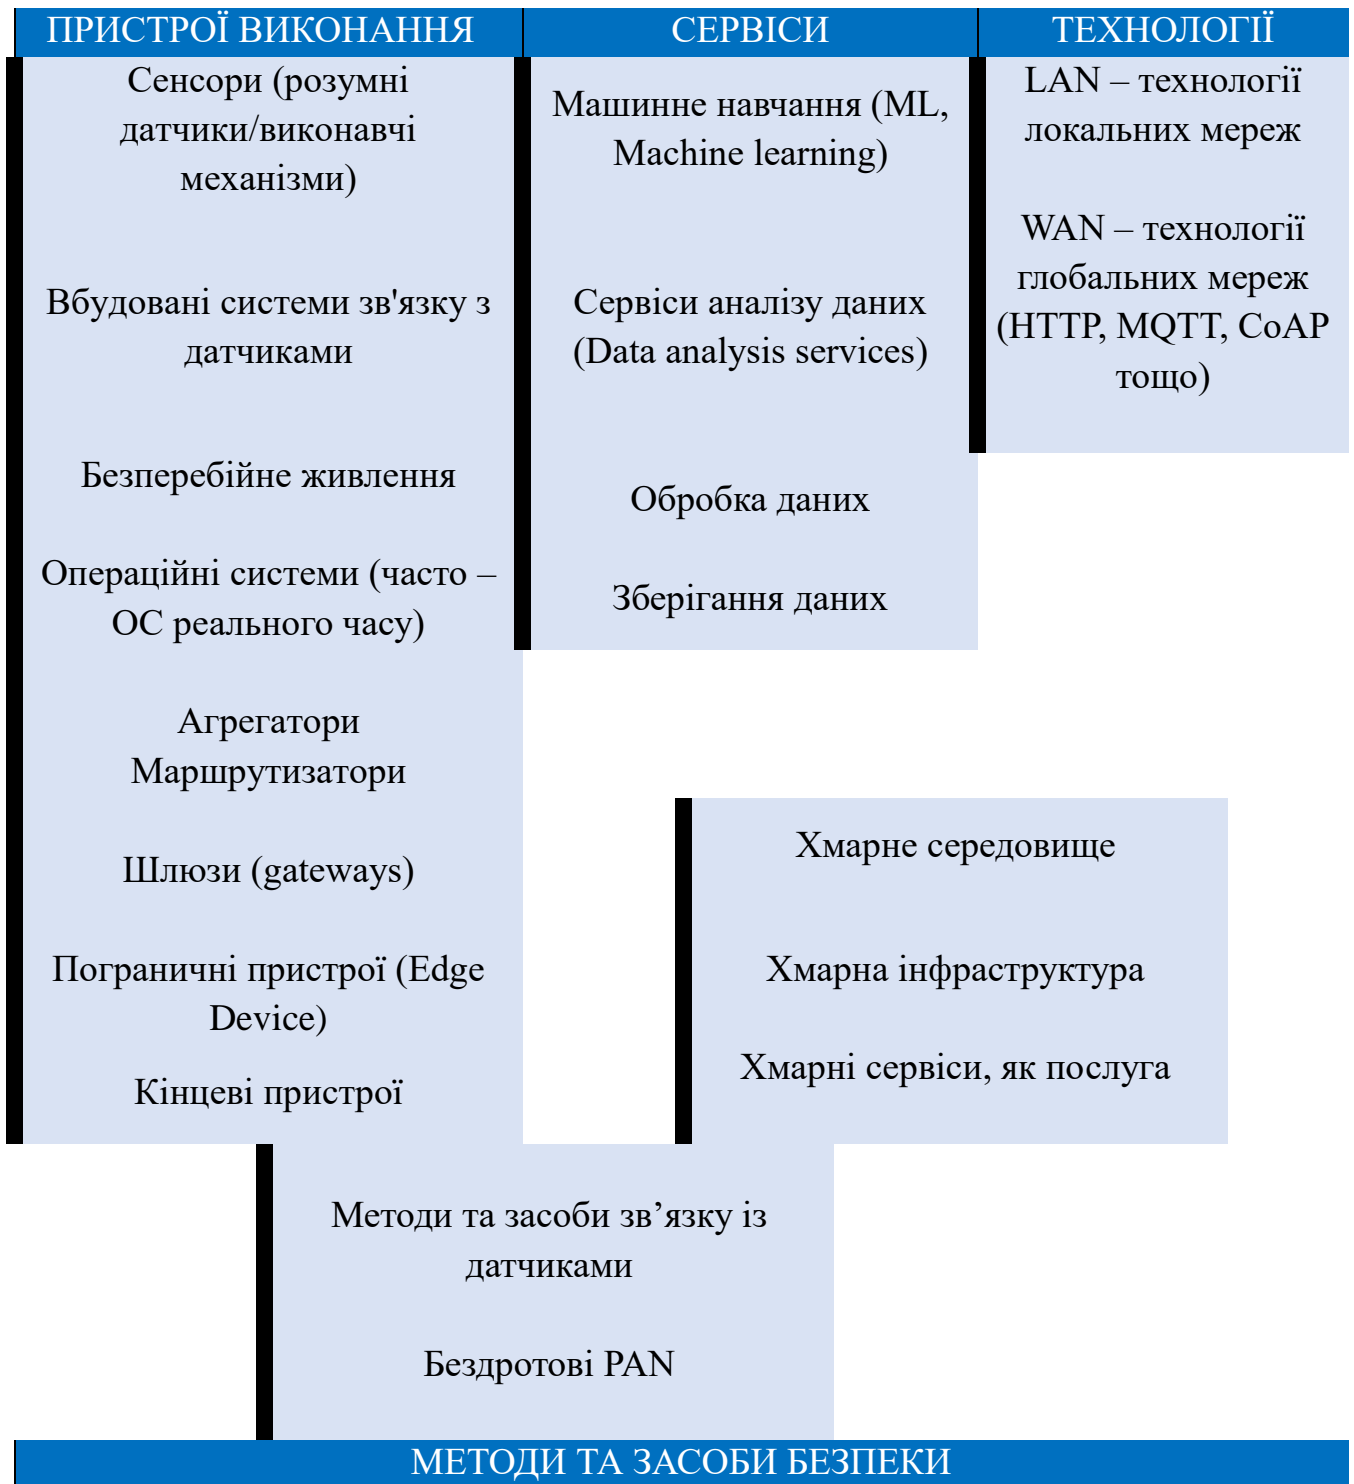 ПРИСТРОЇ ВИКОНАННЯ
Сенсори (розумні
датчики/виконавчі
механізми)
Вбудовані системи зв'язку з
датчиками
Безперебійне живлення
Операційні системи (часто –
ОС реального часу)
Агрегатори
Маршрутизатори
Шлюзи (gateways)
Пограничні пристрої (Edge
Device)
Кінцеві пристрої
СЕРВІСИ
Машинне навчання (ML,
Machine learning)
Сервіси аналізу даних
(Data analysis services)
Обробка даних
Зберігання даних
ТЕХНОЛОГІЇ
LAN – технології
локальних мереж
WAN – технології
глобальних мереж
(HTTP, MQTT, CoAP
тощо)
Хмарне середовище
Хмарна інфраструктура
Хмарні сервіси, як послуга
Методи та засоби зв’язку із
датчиками
Бездротові PAN
МЕТОДИ ТА ЗАСОБИ БЕЗПЕКИ